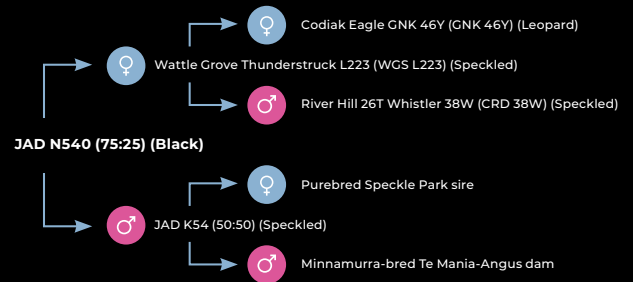 Codiak Eagle GNK 46Y (GNK 46Y) (Leopard)
Wattle Grove Thunderstruck L223 (WGS L223) (Speckled)
River Hill 26T Whistler 38W (CRD 38W) (Speckled)
JAD N540 (75:25) (Black)
Purebred Speckle Park sire
JAD K54 (50:50) (Speckled)
Minnamurra-bred Te Mania-Angus dam